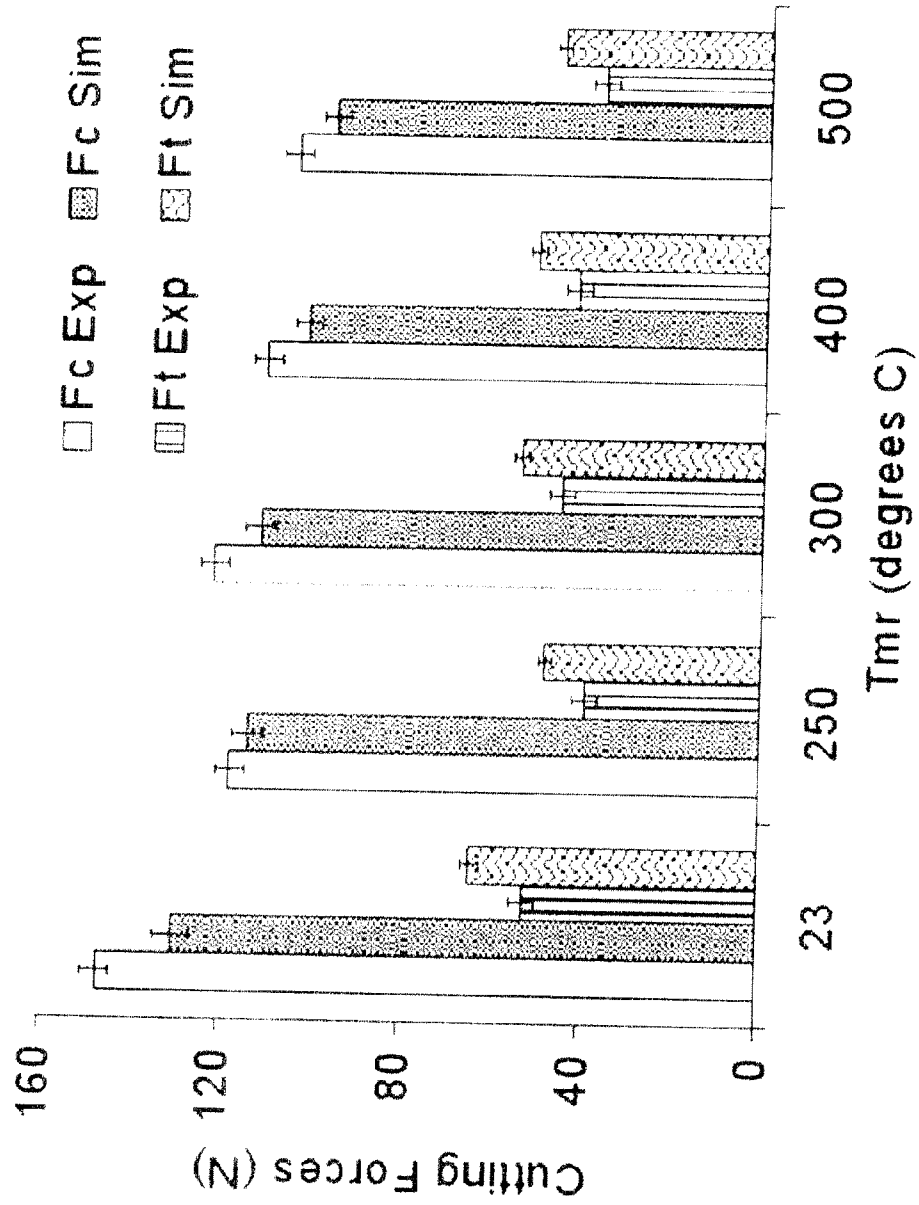 Fc Exp Fc Sim
Ft Exp Ft Sim
Cutting Forces (N)
160
120
80
40
0
23 250 300 400 500
Tmr (degrees C)